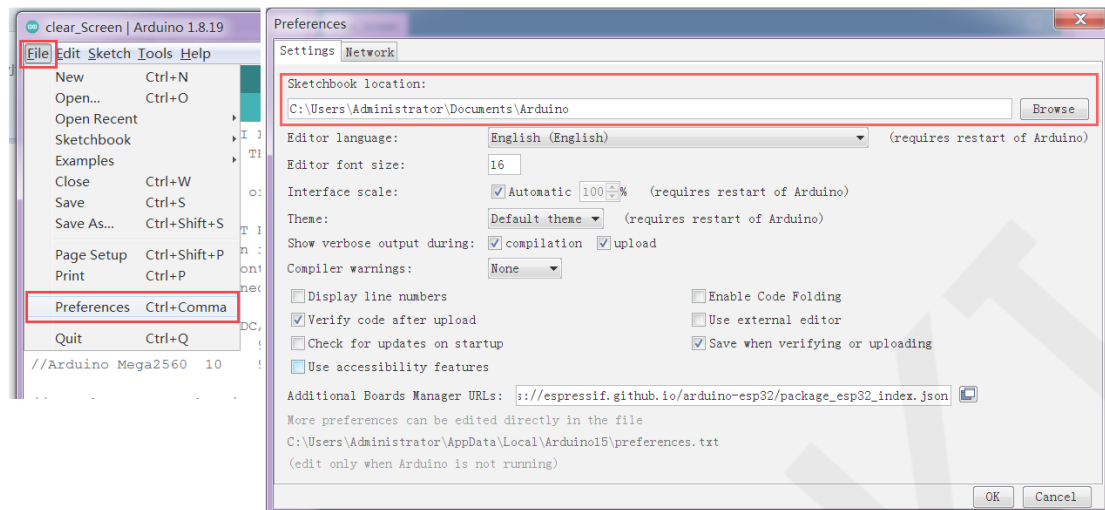 clear_Screen | Arduino 1.8.19
File Edit Sketch Tools Help
New Ctrl+N
Open... Ctrl+O
Open Recent
Sketchbook
Examples
Close Ctrl+W
Save Ctrl+S
Save As... Ctrl+Shift+S
Page Setup Ctrl+Shift+P
Print Ctrl+P
Preferences Ctrl+Comma
Quit Ctrl+Q
//Arduino Mega2560 10
Preferences
Settings Network
Sketchbook location:
C:\Users\Administrator\Documents\Arduino Browse
Editor language: English (English) (requires restart of Arduino)
Editor font size: 16
Interface scale: Automatic 100 % (requires restart of Arduino)
Theme: Default theme (requires restart of Arduino)
Show verbose output during: compilation upload
Compiler warnings: None
Display line numbers Enable Code Folding
Verify code after upload Use external editor
Check for updates on startup Save when verifying or uploading
Use accessibility features
Additional Boards Manager URLs: s://espressif.github.io/arduino-esp32/package_esp32_index.json
More preferences can be edited directly in the file
C:\Users\Administrator\AppData\Local\Arduino15\preferences.txt
(edit only when Arduino is not running)
OK Cancel